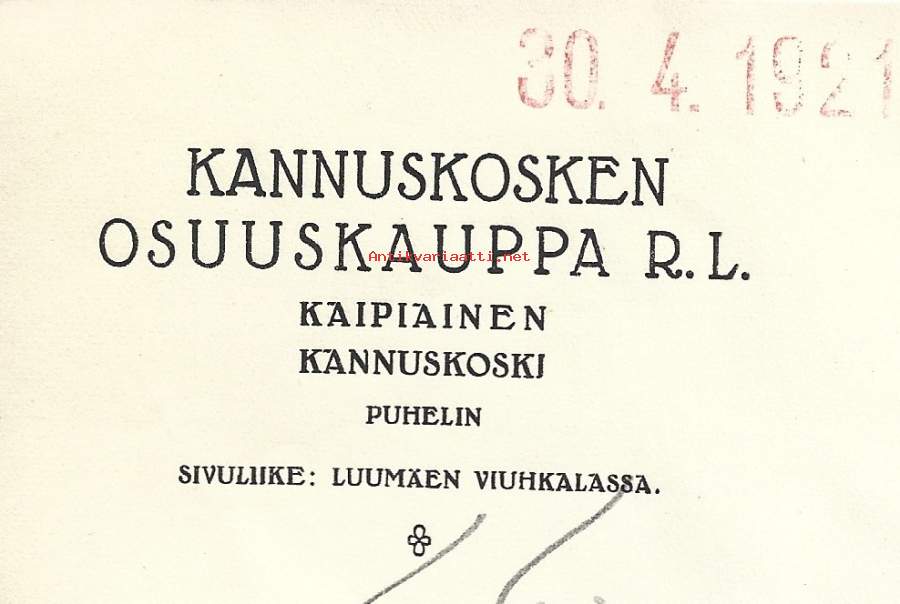 30. 4. 1921
KANNUSKOSKEN
OSUUSKAUPPA R. L.
Antikvariaatti.net
KAIPIAINEN
KANNUSKOSKI
PUHELIN
SIVULIIKE: LUUMÄEN VIUHKALASSA.